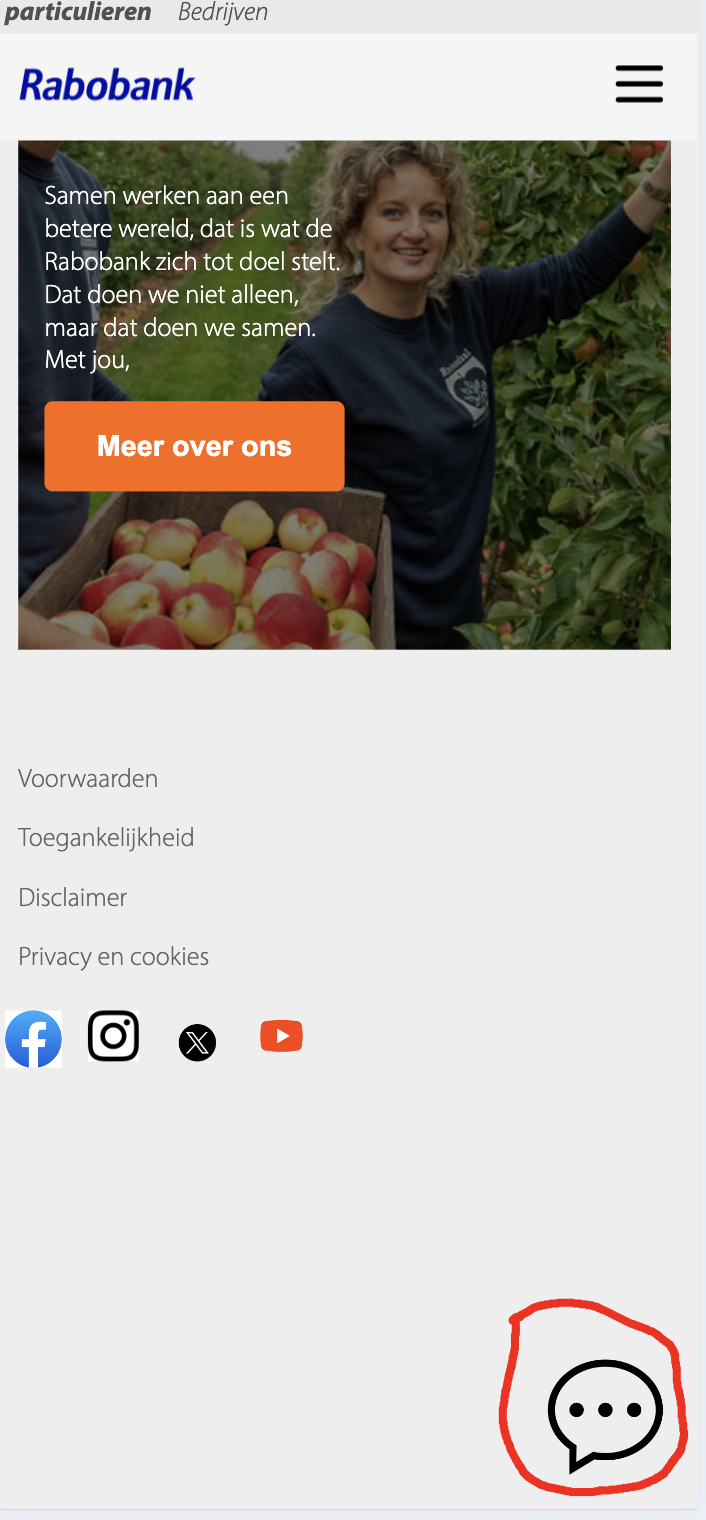 particulieren Bedrijven
Rabobank
Samen werken aan een
betere wereld, dat is wat de
Rabobank zich tot doel stelt.
Dat doen we niet alleen,
maar dat doen we samen.
Met jou,
Meer over ons
Voorwaarden
Toegankelijkheid
Disclaimer
Privacy en cookies